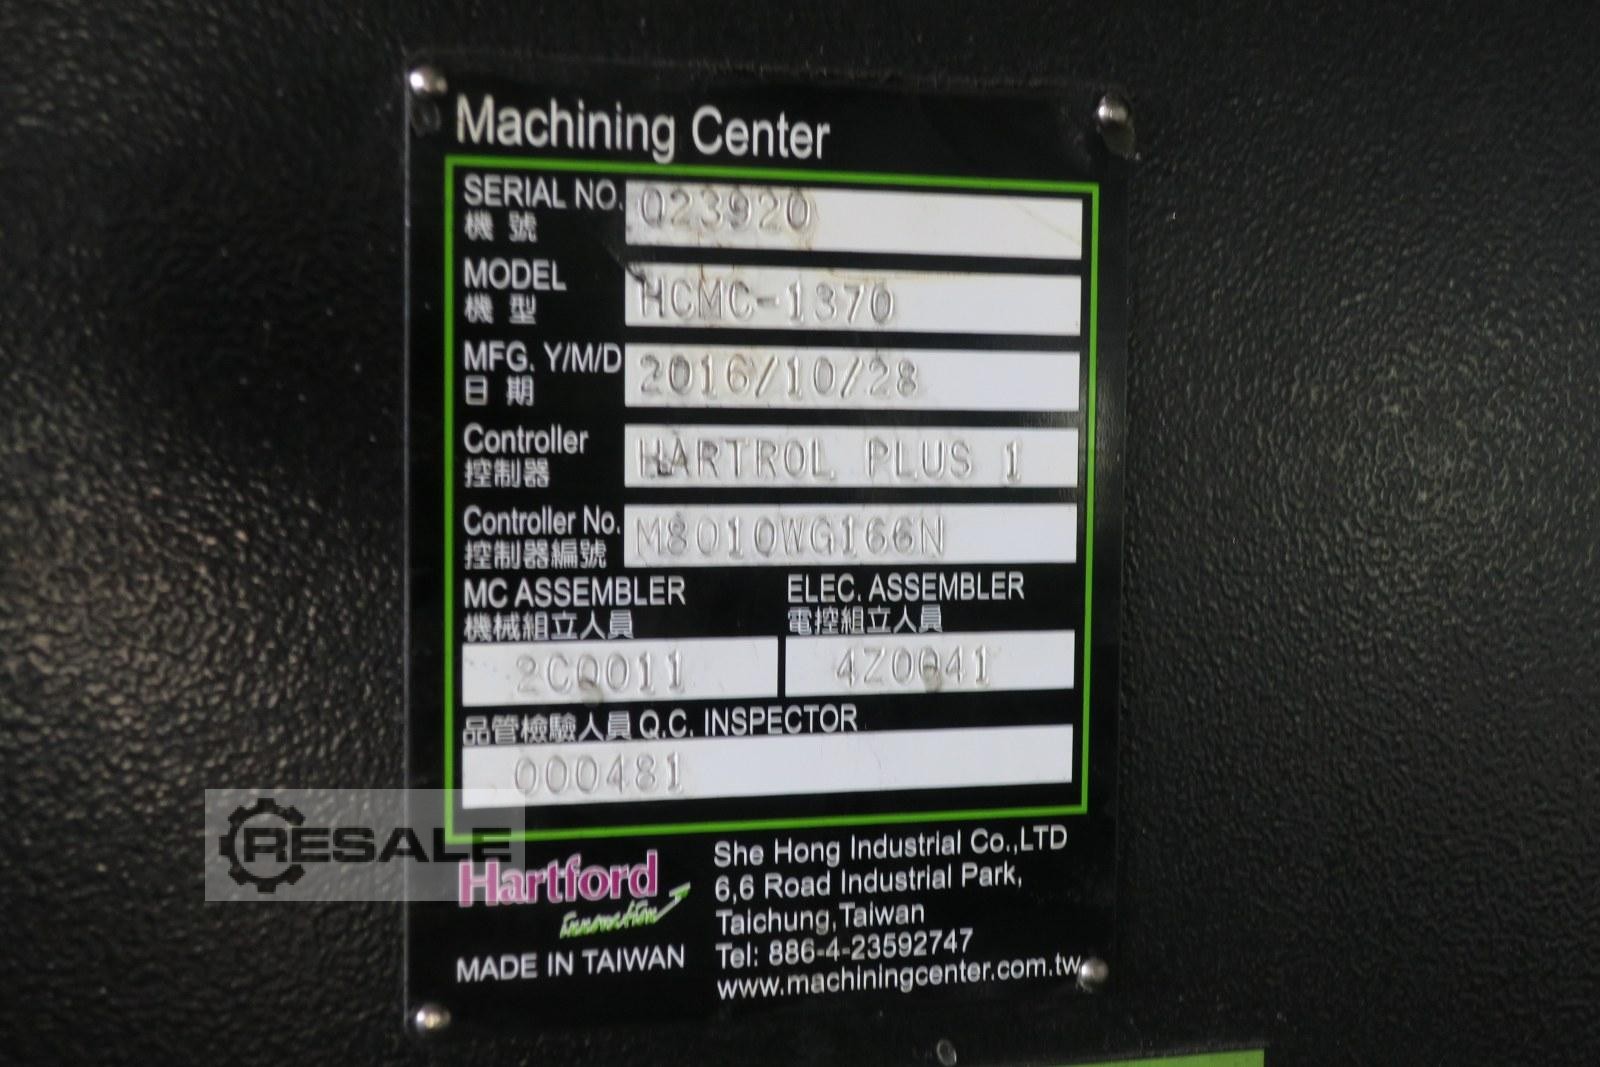 Machining Center
SERIAL NO. Q23920
機 號
MODEL HCMC-1370
機 型
MFG. Y/M/D 2016/10/28
日 期
Controller HARTROL PLUS 1
控制器
Controller No. M8010WG166N
控制器編號
MC ASSEMBLER ELEC. ASSEMBLER
機械組立人員 電控組立人員
2C0011 4Z0041
品管檢驗人員 Q.C. INSPECTOR
000481
RESALE
Hartford
innovation
MADE IN TAIWAN
She Hong Industrial Co.,LTD
6,6 Road Industrial Park,
Taichung,Taiwan
Tel: 886-4-23592747
www.machiningcenter.com.tw